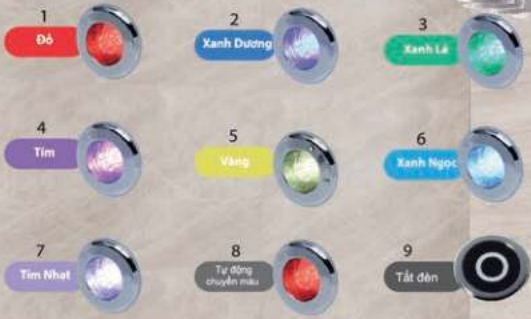 1
Đỏ
2
Xanh Dương
3
Xanh Lá
4
Tím
5
Vàng
6
Xanh Ngọc
7
Tím Nhạt
8
Tự động
chuyển màu
9
Tắt đèn